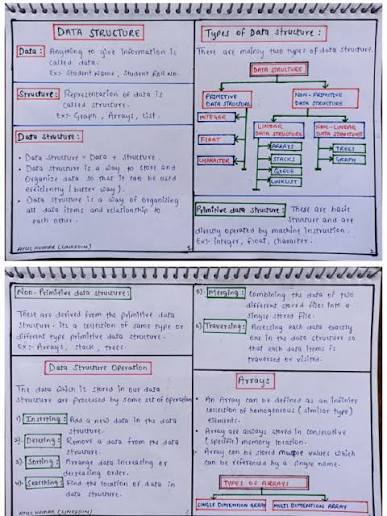 DATA STRUCTURE
Data: Anything to give information is
called data.
Ex:- Student Name, Student Roll No.
Structure: Representation of data is
called structure.
Ex:- Graph, Arrays, List.
Data Structure:
• Data Structure = Data + Structure.
• Data Structure is a way to store and
Organize data so that it can be used
efficiently (better way).
• Data Structure is a way of organizing
all data items and relationship to
each other.
ATUL KUMAR (LINKEDIN)
Types of Data Structure:
There are mainly two types of data structure.
DATA STRUCTURE
PRIMITIVE
DATA STRUCTURE
INTEGER
FLOAT
CHARACTER
NON-PRIMITIVE
DATA STRUCTURE
LINEAR
DATA STRUCTURE
ARRAYS
STACKS
QUEUE
LINKLIST
NON-LINEAR
DATA STRUCTURE
TREES
GRAPH
Primitive data structure: These are basic
structure and are
directly operated by machine instruction.
Ex:- integer, float, character.
Non-Primitive data structure:
These are derived from the primitive data
structure. Its a collection of same type or
different type primitive data structure.
Ex:- Arrays, stack, trees.
Data Structure Operation
The data which is stored in our data
structure are processed by some set of operation
1) Inserting: Add a new data in the data
structure.
2) Deleting: Remove a data from the data
structure.
3) Sorting: Arrange data increasing or
decreasing order.
4) Searching: Find the location of data in
data structure.
ATUL KUMAR (LINKEDIN)
5) Merging: Combining the data of two
different sorted files into a
single sorted file.
6) Traversing: Accessing each data exactly
one in the data structure so
that each data items is
traversed or visited.
Arrays:
• An Array can be defined as an infinite
collection of homogeneous (similar type)
elements.
• Array are always stored in consecutive
(specific) memory location.
• Array can be stored multiple values which
can be referenced by a single name.
TYPES OF ARRAYS
SINGLE DIMENTION ARRAY
MULTI DIMENTION ARRAY